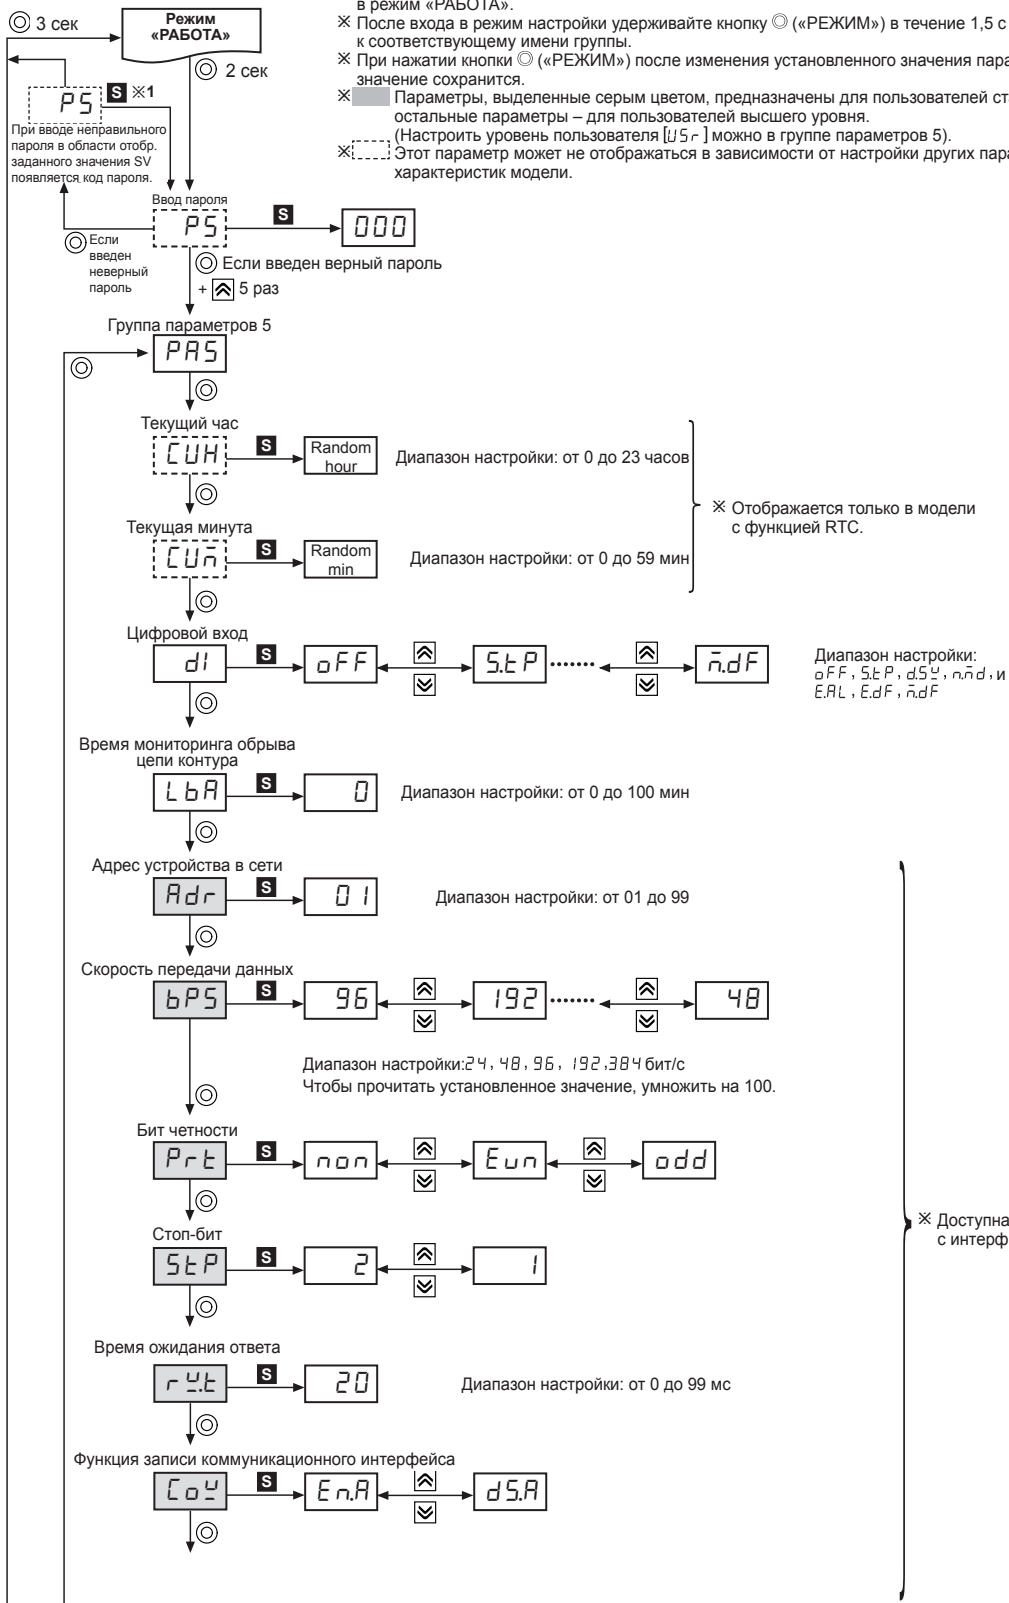 в режим «РАБОТА».
※ После входа в режим настройки удерживайте кнопку ◎ («РЕЖИМ») в течение 1,5 с
к соответствующему имени группы.
※ При нажатии кнопки ◎ («РЕЖИМ») после изменения установленного значения
значение сохранится.
※ Параметры, выделенные серым цветом, предназначены для пользователей
остальные параметры – для пользователей высшего уровня.
(Настроить уровень пользователя [USr] можно в группе параметров 5).
※ Этот параметр может не отображаться в зависимости от настройки других
характеристик модели.
◎ 3 сек
Режим
«РАБОТА»
◎ 2 сек
PS
S ※1
При вводе неправильного
пароля в области отобр.
заданного значения SV
появляется код пароля.
Ввод пароля
PS S 000
◎ Если
введен
неверный
пароль
◎ Если введен верный пароль
+ 5 раз
Группа параметров 5
◎ PAS
◎
Текущий час
CUH S Random
hour
Диапазон настройки: от 0 до 23 часов
◎
※ Отображается только в модели
с функцией RTC.
Текущая минута
CUM S Random
min
Диапазон настройки: от 0 до 59 мин
◎
Цифровой вход
dI S oFF S.tP ....... M.dF
Диапазон настройки:
oFF, S.tP, d.SW, n.Md, и
E.AL, E.dF, M.dF
◎
Время мониторинга обрыва
цепи контура
LbA S 0 Диапазон настройки: от 0 до 100 мин
◎
Адрес устройства в сети
Adr S 01 Диапазон настройки: от 01 до 99
◎
Скорость передачи данных
bPS S 96 192 ....... 48
Диапазон настройки:24, 48, 96, 192,384 бит/с
Чтобы прочитать установленное значение, умножить на 100.
◎
Бит четности
Prt S non Eun odd
◎
※ Доступна
с
Стоп-бит
StP S 2 1
◎
Время ожидания ответа
rW.t S 20 Диапазон настройки: от 0 до 99 мс
◎
Функция записи коммуникационного интерфейса
CoW S En.A dS.A
◎